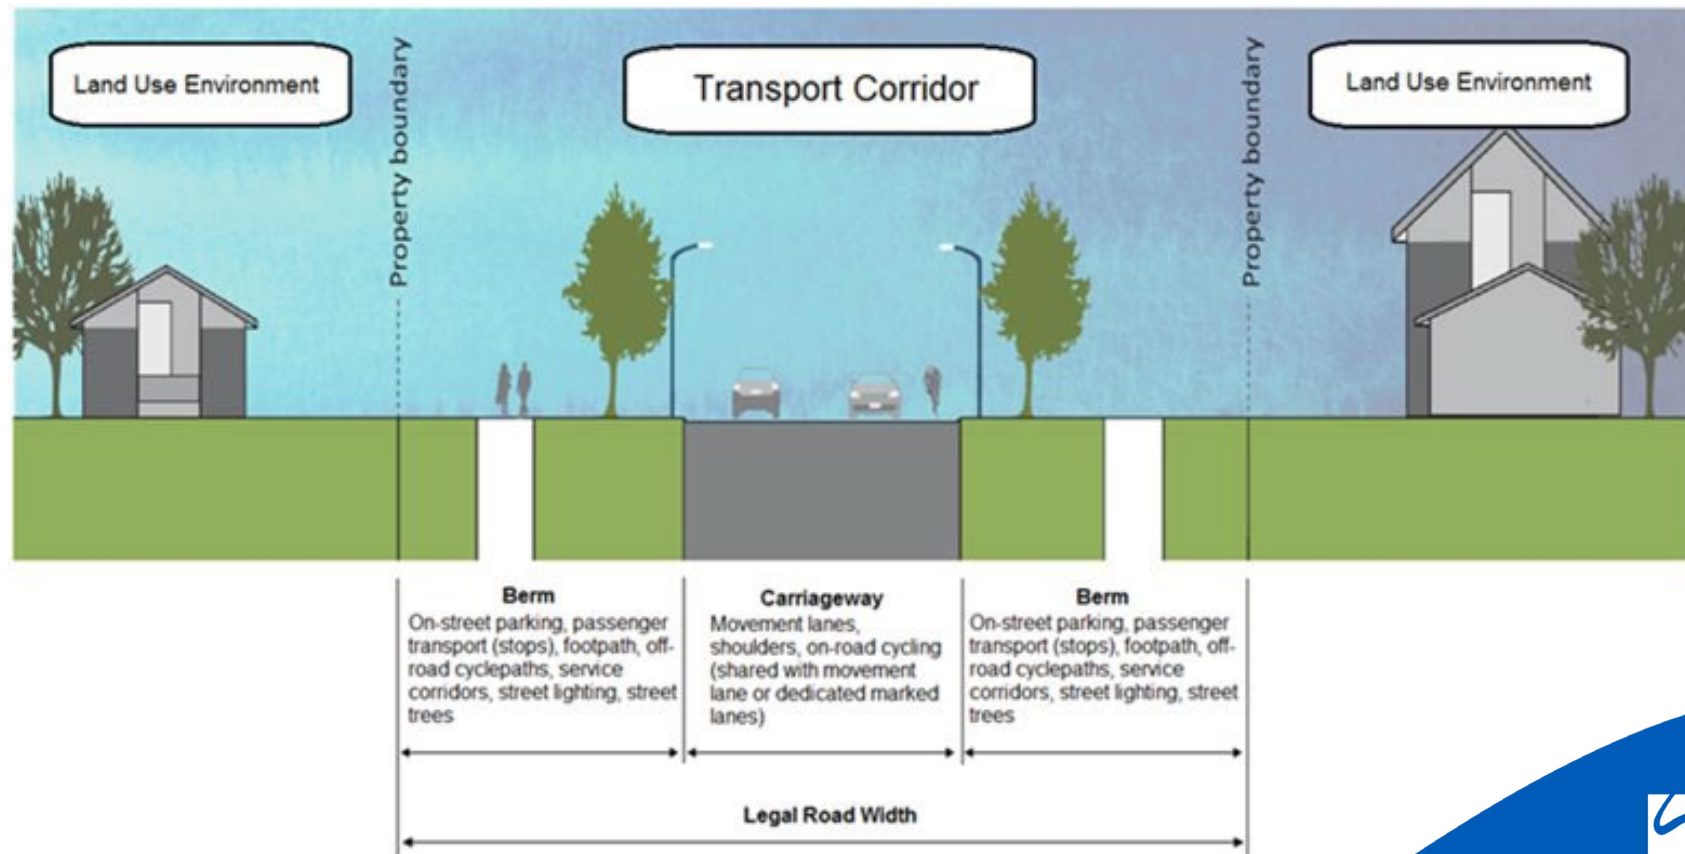 Land Use Environment
Property boundary
Transport Corridor
Property boundary
Land Use Environment
Berm
On-street parking, passenger
transport (stops), footpath, off-
road cyclepaths, service
corridors, street lighting, street
trees
Carriageway
Movement lanes,
shoulders, on-road cycling
(shared with movement
lane or dedicated marked
lanes)
Berm
On-street parking, passenger
transport (stops), footpath, off-
road cyclepaths, service
corridors, street lighting, street
trees
Legal Road Width